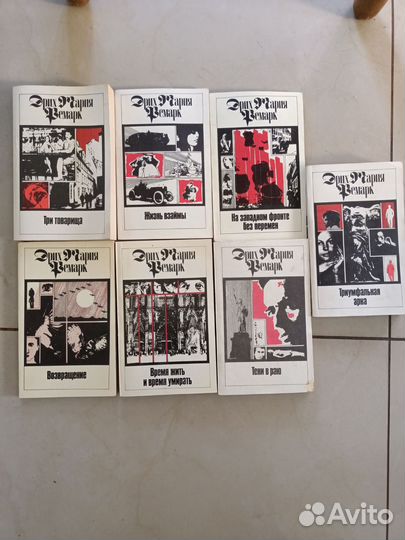 Эрих Мария
Ремарк
Три товарища
Эрих Мария
Ремарк
Жизнь взаймы
Эрих Мария
Ремарк
На западном фронте
без перемен
Эрих Мария
Ремарк
Триумфальная
арка
Эрих Мария
Ремарк
Возвращение
Эрих Мария
Ремарк
Время жить
и время умирать
Эрих Мария
Ремарк
Тени в раю
Avito